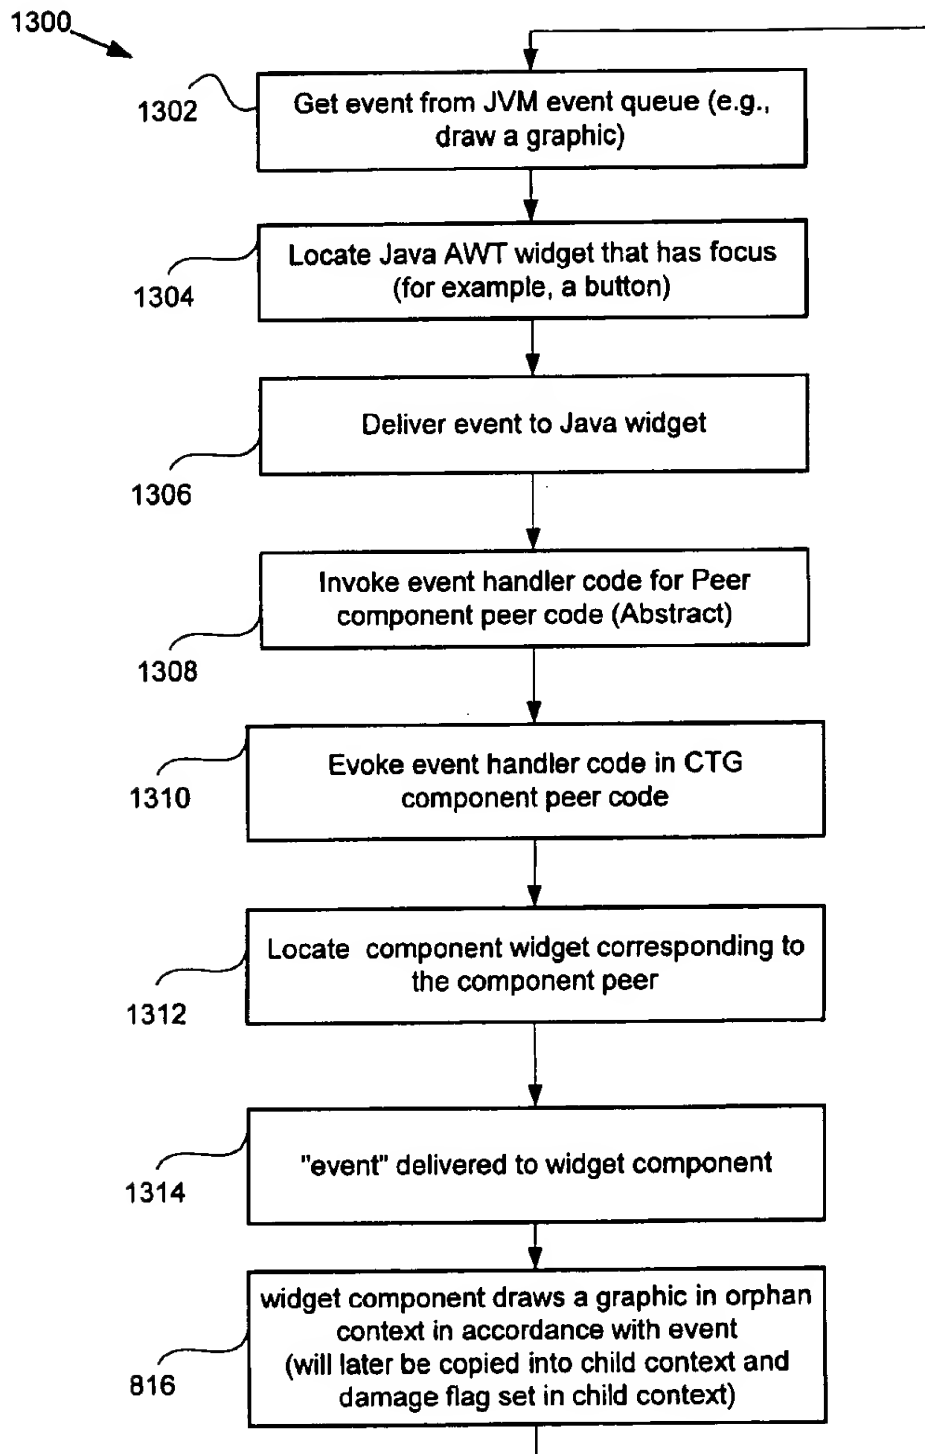 1300
1302
Get event from JVM event queue (e.g.,
draw a graphic)
1304
Locate Java AWT widget that has focus
(for example, a button)
1306
Deliver event to Java widget
1308
Invoke event handler code for Peer
component peer code (Abstract)
1310
Evoke event handler code in CTG
component peer code
1312
Locate component widget corresponding to
the component peer
1314
"event" delivered to widget component
816
widget component draws a graphic in orphan
context in accordance with event
(will later be copied into child context and
damage flag set in child context)